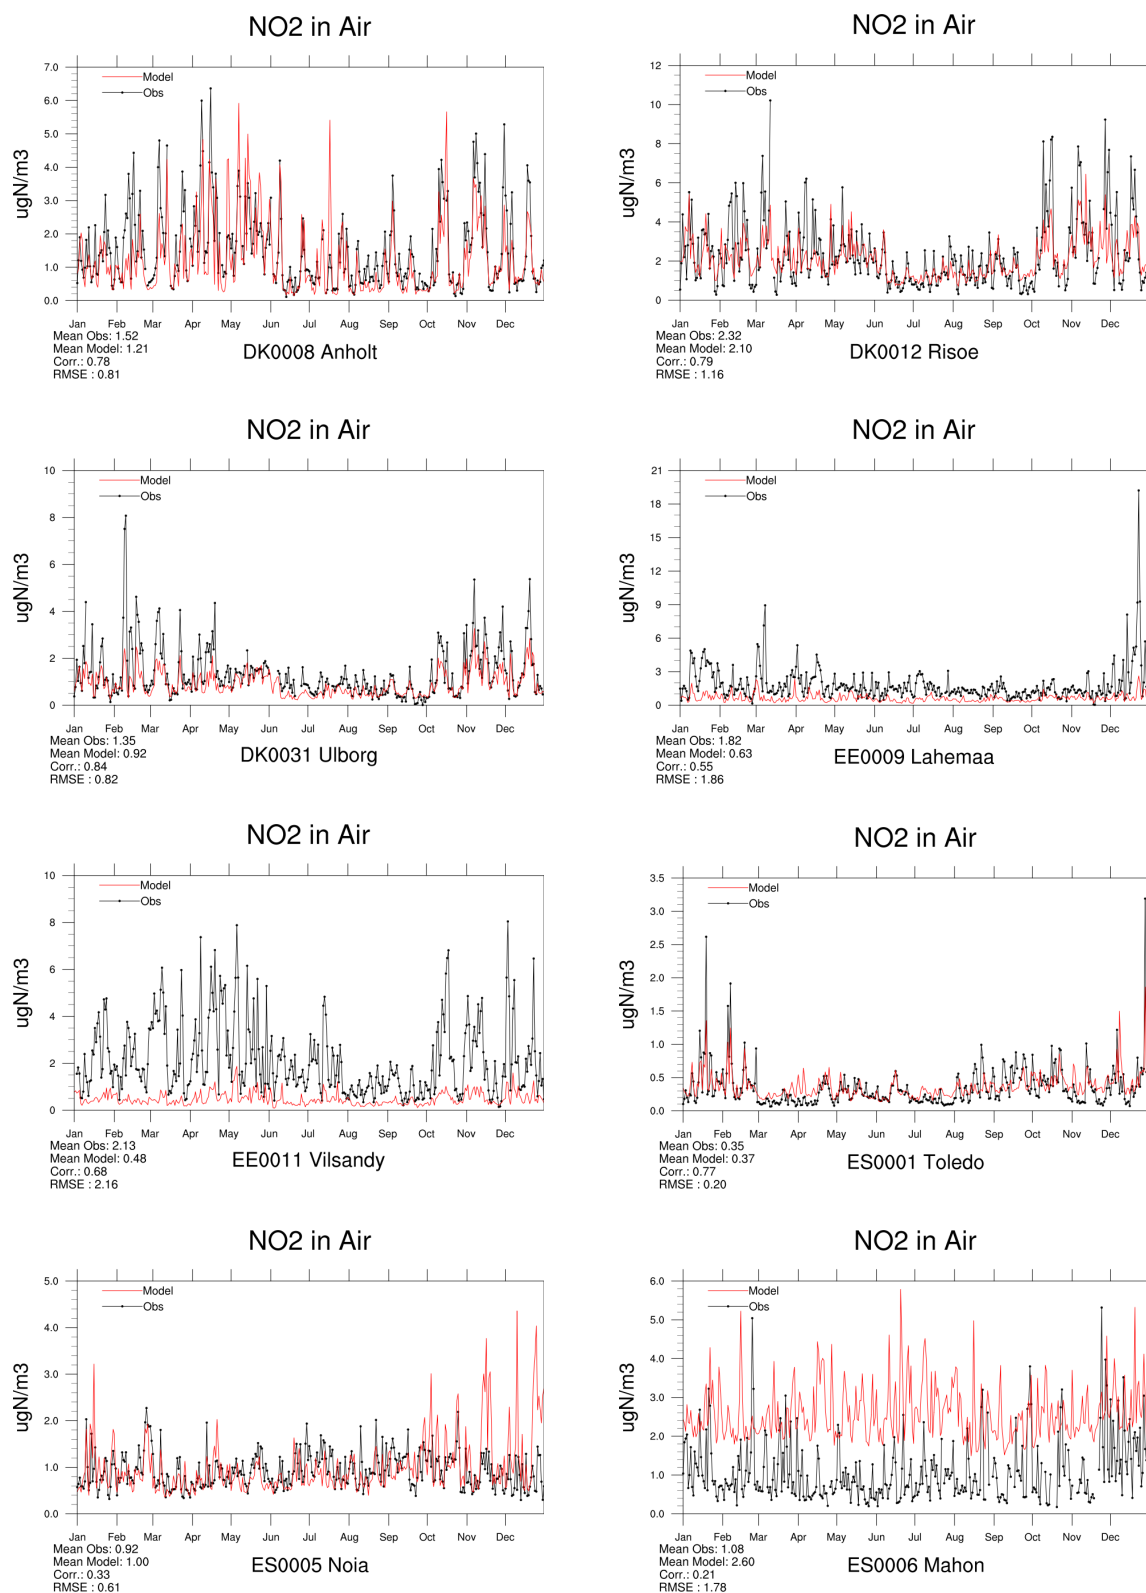 NO2 in Air
7.0
6.0
5.0
4.0
3.0
2.0
1.0
0.0
ugN/m3
Model
Obs
Jan Feb Mar Apr May Jun Jul Aug Sep Oct Nov Dec
Mean Obs: 1.52
Mean Model: 1.21
Corr.: 0.78
RMSE : 0.81
DK0008 Anholt
NO2 in Air
12
10
8
6
4
2
0
ugN/m3
Model
Obs
Jan Feb Mar Apr May Jun Jul Aug Sep Oct Nov Dec
Mean Obs: 2.32
Mean Model: 2.10
Corr.: 0.79
RMSE : 1.16
DK0012 Risoe
NO2 in Air
10
8
6
4
2
0
ugN/m3
Model
Obs
Jan Feb Mar Apr May Jun Jul Aug Sep Oct Nov Dec
Mean Obs: 1.35
Mean Model: 0.92
Corr.: 0.84
RMSE : 0.82
DK0031 Ulborg
NO2 in Air
21
18
15
12
9
6
3
0
ugN/m3
Model
Obs
Jan Feb Mar Apr May Jun Jul Aug Sep Oct Nov Dec
Mean Obs: 1.82
Mean Model: 0.63
Corr.: 0.55
RMSE : 1.86
EE0009 Lahemaa
NO2 in Air
10
8
6
4
2
0
ugN/m3
Model
Obs
Jan Feb Mar Apr May Jun Jul Aug Sep Oct Nov Dec
Mean Obs: 2.13
Mean Model: 0.48
Corr.: 0.68
RMSE : 2.16
EE0011 Vilsandy
NO2 in Air
3.5
3.0
2.5
2.0
1.5
1.0
0.5
0.0
ugN/m3
Model
Obs
Jan Feb Mar Apr May Jun Jul Aug Sep Oct Nov Dec
Mean Obs: 0.35
Mean Model: 0.37
Corr.: 0.77
RMSE : 0.20
ES0001 Toledo
NO2 in Air
5.0
4.0
3.0
2.0
1.0
0.0
ugN/m3
Model
Obs
Jan Feb Mar Apr May Jun Jul Aug Sep Oct Nov Dec
Mean Obs: 0.92
Mean Model: 1.00
Corr.: 0.33
RMSE : 0.61
ES0005 Noia
NO2 in Air
6.0
5.0
4.0
3.0
2.0
1.0
0.0
ugN/m3
Model
Obs
Jan Feb Mar Apr May Jun Jul Aug Sep Oct Nov Dec
Mean Obs: 1.08
Mean Model: 2.60
Corr.: 0.21
RMSE : 1.78
ES0006 Mahon